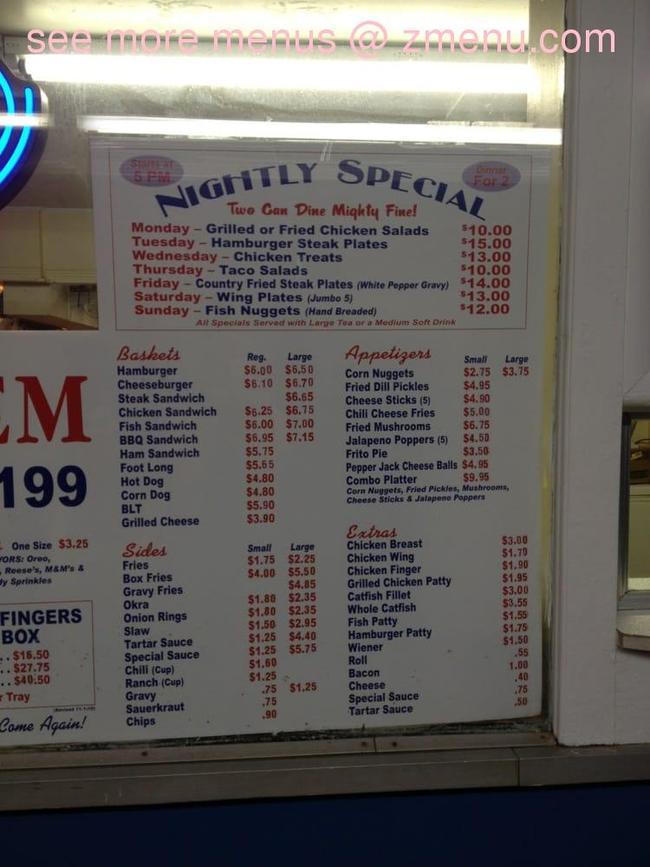 see more menus @ zmenu.com
Starts at
5 PM
NIGHTLY SPECIAL
Dinner
For 2
Two Can Dine Mighty Fine!
Monday – Grilled or Fried Chicken Salads $10.00
Tuesday – Hamburger Steak Plates $15.00
Wednesday – Chicken Treats $13.00
Thursday – Taco Salads $10.00
Friday – Country Fried Steak Plates (White Pepper Gravy) $14.00
Saturday – Wing Plates (Jumbo 5) $13.00
Sunday – Fish Nuggets (Hand Breaded) $12.00
All Specials Served with Large Tea or a Medium Soft Drink
Baskets Reg. Large
Hamburger $6.00 $6.50
Cheeseburger $6.10 $6.70
Steak Sandwich $6.65
Chicken Sandwich $6.25 $6.75
Fish Sandwich $6.00 $7.00
BBQ Sandwich $6.95 $7.15
Ham Sandwich $5.75
Foot Long $5.65
Hot Dog $4.80
Corn Dog $4.80
BLT $5.90
Grilled Cheese $3.90
Appetizers Small Large
Corn Nuggets $2.75 $3.75
Fried Dill Pickles $4.95
Cheese Sticks (5) $4.90
Chili Cheese Fries $5.00
Fried Mushrooms $6.75
Jalapeno Poppers (5) $4.50
Frito Pie $3.50
Pepper Jack Cheese Balls $4.95
Combo Platter $9.95
Corn Nuggets, Fried Pickles, Mushrooms,
Cheese Sticks & Jalapeno Poppers
Sides Small Large
Fries $1.75 $2.25
Box Fries $4.00 $5.50
Gravy Fries $4.85
Okra $1.80 $2.35
Onion Rings $1.80 $2.35
Slaw $1.50 $2.95
Tartar Sauce $1.25 $4.40
Special Sauce $1.25 $5.75
Chili (Cup) $1.60
Ranch (Cup) $1.25
Gravy .75 $1.25
Sauerkraut .75
Chips .90
Extras
Chicken Breast $3.00
Chicken Wing $1.70
Chicken Finger $1.90
Grilled Chicken Patty $1.95
Catfish Fillet $3.00
Whole Catfish $3.55
Fish Patty $1.55
Hamburger Patty $1.75
Wiener $1.50
Roll .55
Bacon 1.00
Cheese .40
Special Sauce .75
Tartar Sauce .50
EM
199
One Size $3.25
ORS: Oreo,
Reese's, M&M's &
dy Sprinkles
FINGERS
BOX
$16.50
$27.75
$40.50
r Tray
Come Again!